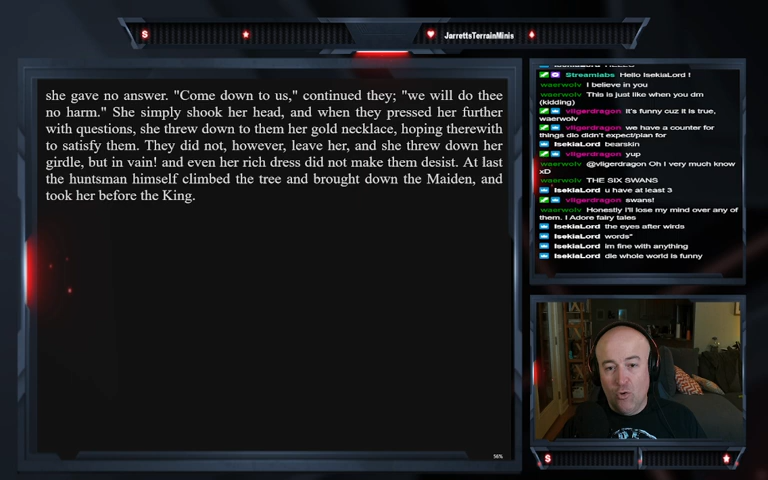 $
JarrettsTerrainMinis
she gave no answer. "Come down to us," continued they; "we will do thee
no harm." She simply shook her head, and when they pressed her further
with questions, she threw down to them her gold necklace, hoping therewith
to satisfy them. They did not, however, leave her, and she threw down her
girdle, but in vain! and even her rich dress did not make them desist. At last
the huntsman himself climbed the tree and brought down the Maiden, and
took her before the King.
56%
Streamlabs Hello IsekiaLord !
waerwolv I believe in you
waerwolv This is just like when you dm
(kidding)
vligerdragon it's funny cuz it is true,
waerwolv
vligerdragon we have a counter for
things dio didn't expect/plan for
IsekiaLord bearskin
vligerdragon yup
waerwolv @vligerdragon Oh I very much know
xD
waerwolv THE SIX SWANS
IsekiaLord u have at least 3
vligerdragon swans!
waerwolv Honestly I'll lose my mind over any of
them. I Adore fairy tales
IsekiaLord the eyes after wirds
IsekiaLord words*
IsekiaLord im fine with anything
IsekiaLord die whole world is funny
$